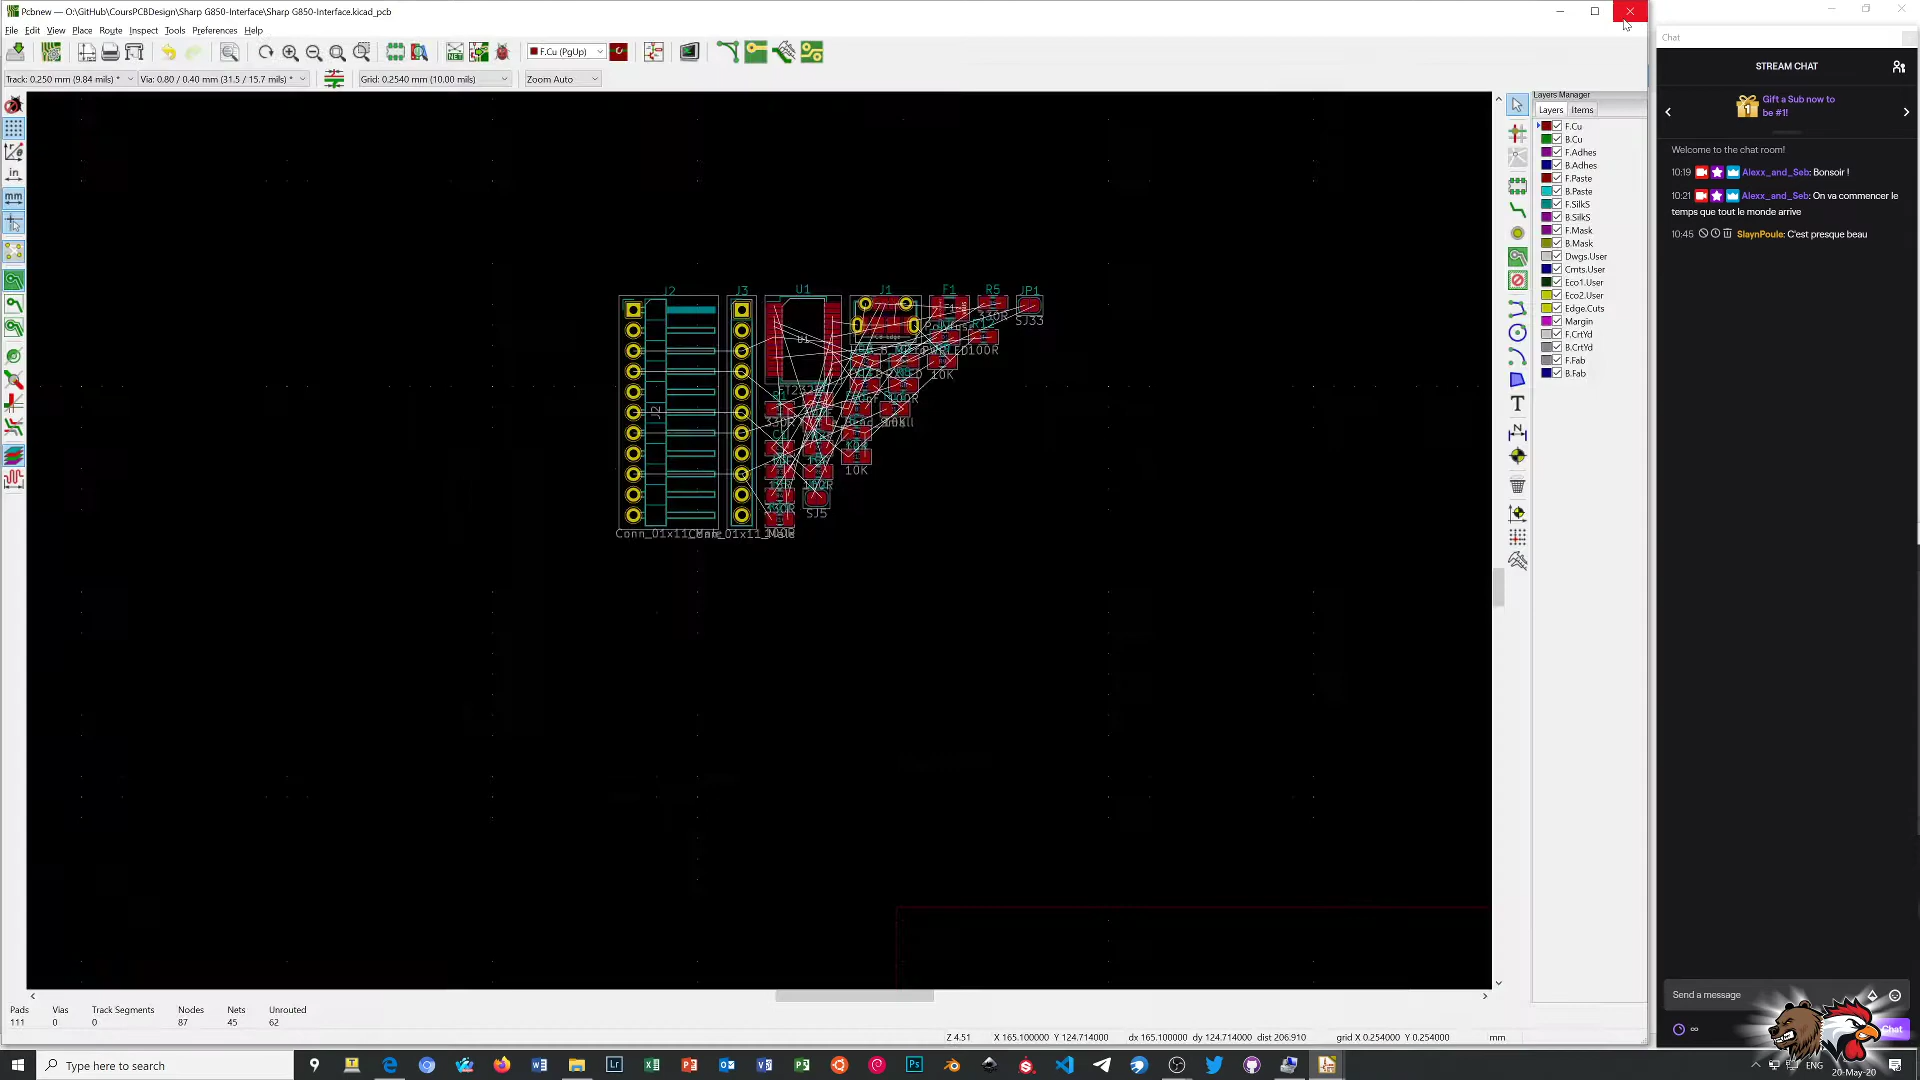 Pcbnew — O:\GitHub\CoursPCBDesign\Sharp G850-Interface\Sharp G850-Interface.kicad_pcb
File Edit View Place Route Inspect Tools Preferences Help
F.Cu (PgUp)
Track: 0.250 mm (9.84 mils) * Via: 0.80 / 0.40 mm (31.5 / 15.7 mils) * Grid: 0.2540 mm (10.00 mils) Zoom Auto
in
mm
J2 J3 U1 J1 F1 R5 JP1
330R SJ33
100R
10K
J2
10K
SJ5
Layers Manager
Layers Items
F.Cu
B.Cu
F.Adhes
B.Adhes
F.Paste
B.Paste
F.SilkS
B.SilkS
F.Mask
B.Mask
Dwgs.User
Cmts.User
Eco1.User
Eco2.User
Edge.Cuts
Margin
F.CrtYd
B.CrtYd
F.Fab
B.Fab
Pads Vias Track Segments Nodes Nets Unrouted
111 0 0 87 45 62
Z 4.51 X 165.100000 Y 124.714000 dx 165.100000 dy 124.714000 dist 206.910 grid X 0.254000 Y 0.254000 mm
Chat
STREAM CHAT
Gift a Sub now to
be #1!
Welcome to the chat room!
10:19 Alexx_and_Seb: Bonsoir !
10:21 Alexx_and_Seb: On va commencer le
temps que tout le monde arrive
10:45 SlaynPoule: C'est presque beau
Send a message
Chat
Type here to search
ENG
20-May-20